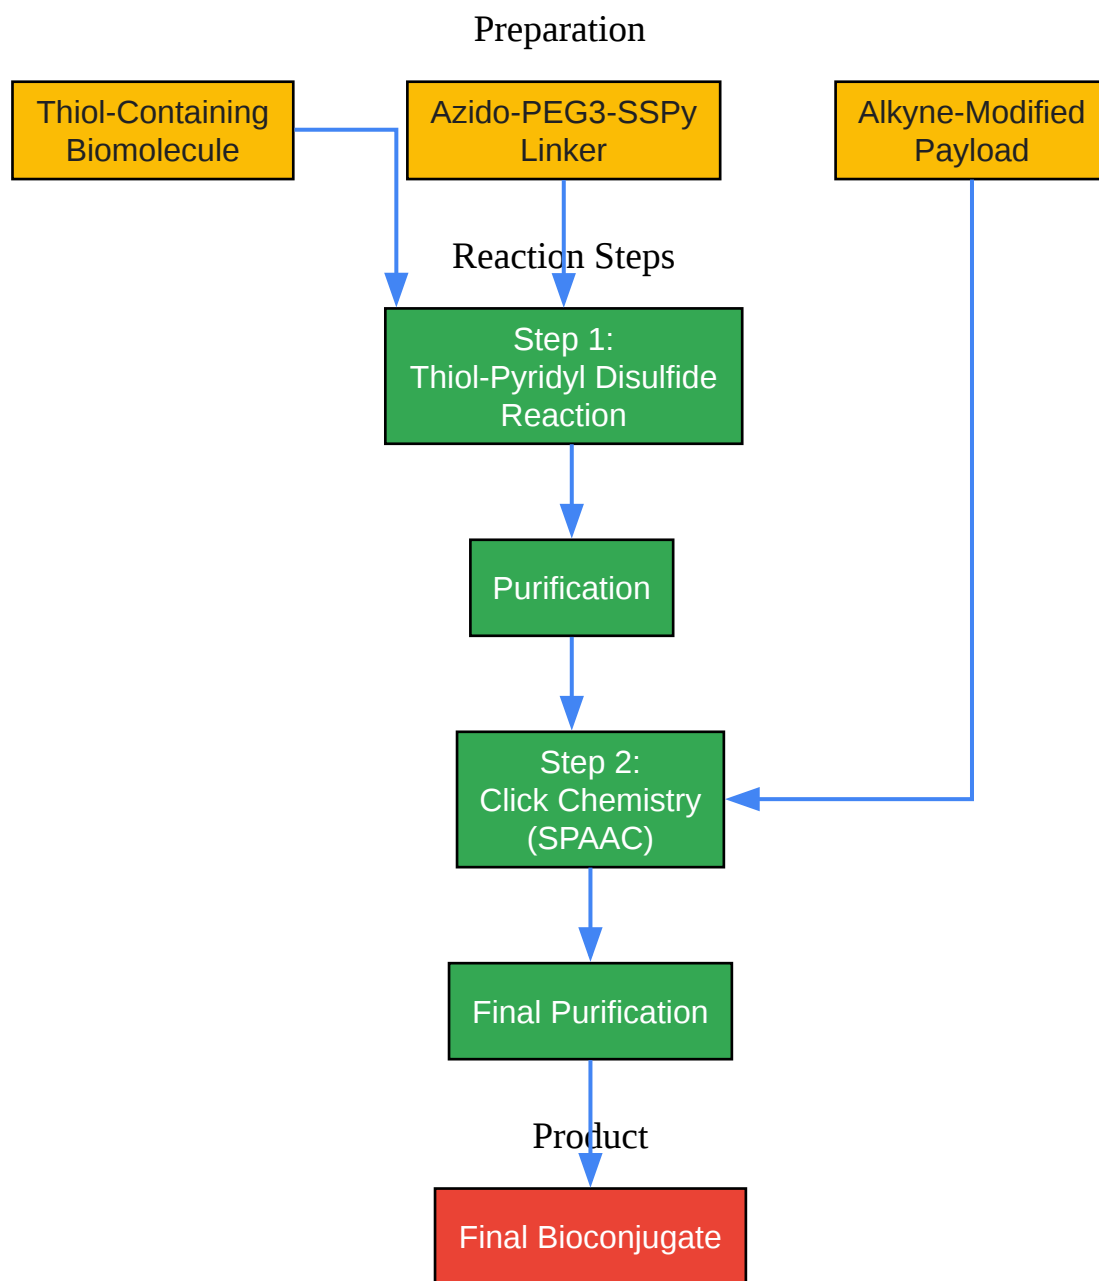 Preparation
Thiol-Containing
Biomolecule
Azido-PEG3-SSPy
Linker
Alkyne-Modified
Payload
Reaction Steps
Step 1:
Thiol-Pyridyl Disulfide
Reaction
Purification
Step 2:
Click Chemistry
(SPAAC)
Final Purification
Product
Final Bioconjugate